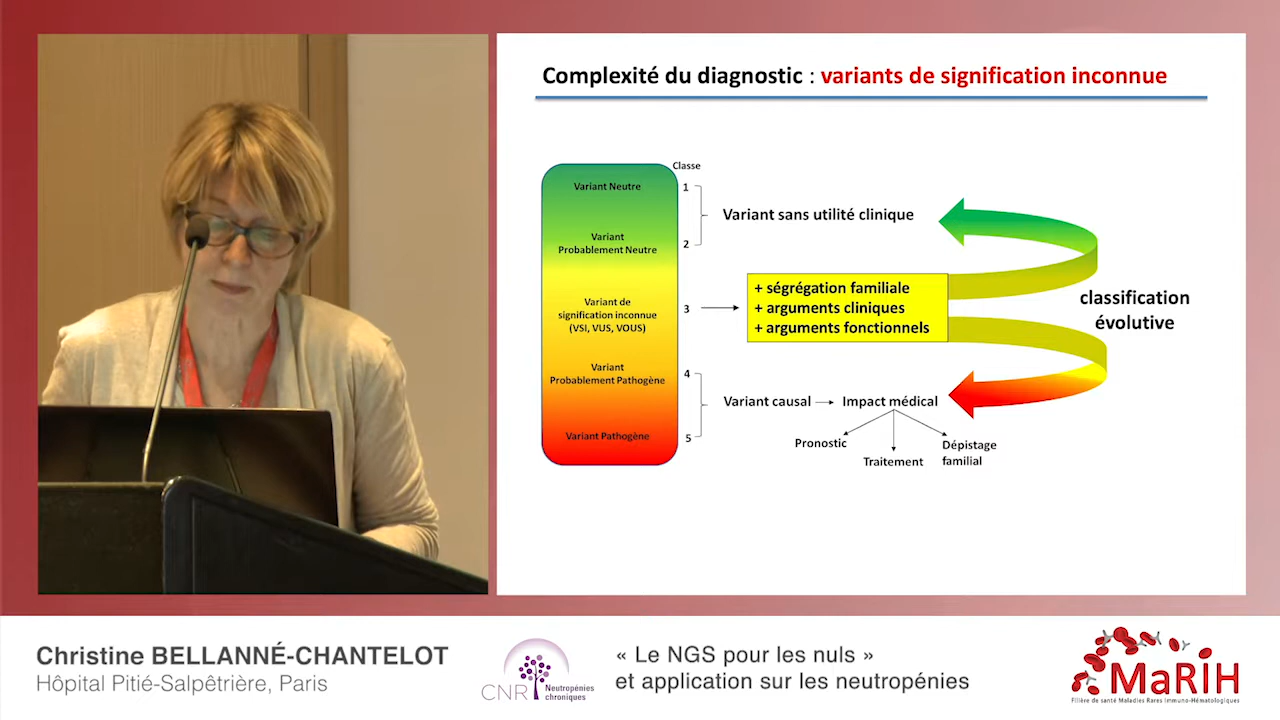 Complexité du diagnostic : variants de signification inconnue
Classe
Variant Neutre
1
Variant
Probablement Neutre
2
Variant sans utilité clinique
Variant de
signification inconnue
(VSI, VUS, VOUS)
3
+ ségrégation familiale
+ arguments cliniques
+ arguments fonctionnels
classification
évolutive
Variant
Probablement Pathogène
4
Variant causal
Impact médical
Variant Pathogène
5
Pronostic
Traitement
Dépistage
familial
Christine BELLANNÉ-CHANTELOT
Hôpital Pitié-Salpêtrière, Paris
CNR
Neutropénies
chroniques
« Le NGS pour les nuls »
et application sur les neutropénies
MaRIH
Filière de santé Maladies Rares Immuno-Hématologiques